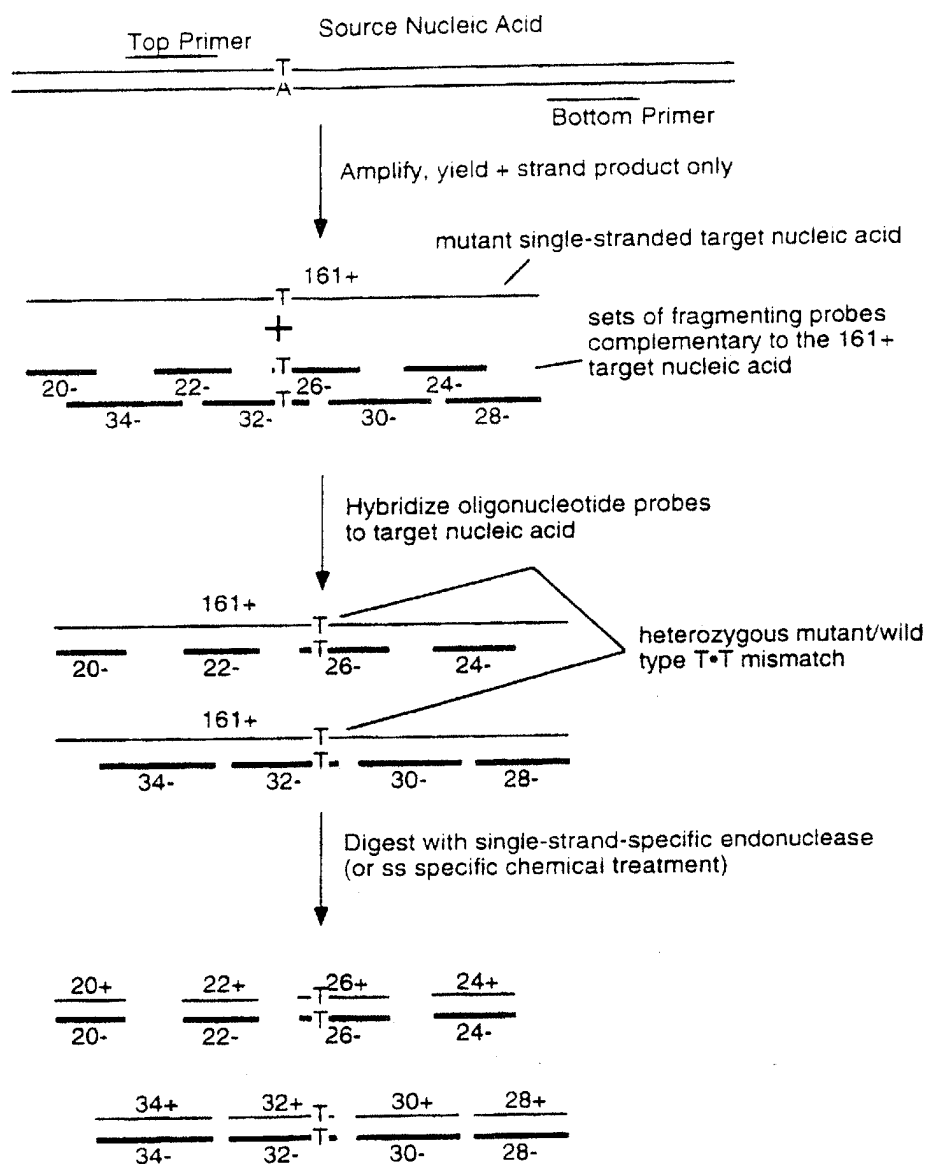 Source Nucleic Acid
Top Primer
T
A
Bottom Primer
Amplify, yield + strand product only
mutant single-stranded target nucleic acid
161+
T
+
sets of fragmenting probes
complementary to the 161+
target nucleic acid
T
20- 22- 26- 24-
T
34- 32- 30- 28-
Hybridize oligonucleotide probes
to target nucleic acid
161+
T
T
20- 22- 26- 24-
heterozygous mutant/wild
type T•T mismatch
161+
T
T
34- 32- 30- 28-
Digest with single-strand-specific endonuclease
(or ss specific chemical treatment)
20+ 22+ 26+ 24+
T
T
20- 22- 26- 24-
34+ 32+ 30+ 28+
T
T
34- 32- 30- 28-